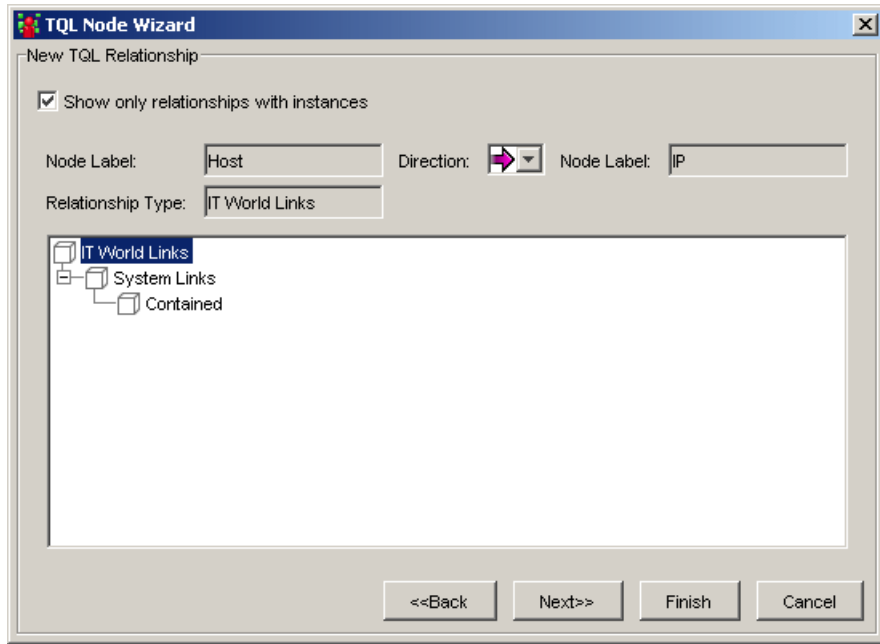 TQL Node Wizard
New TQL Relationship
Show only relationships with instances
Node Label: Host Direction: Node Label: IP
Relationship Type: IT World Links
IT World Links
System Links
Contained
<<Back Next>> Finish Cancel